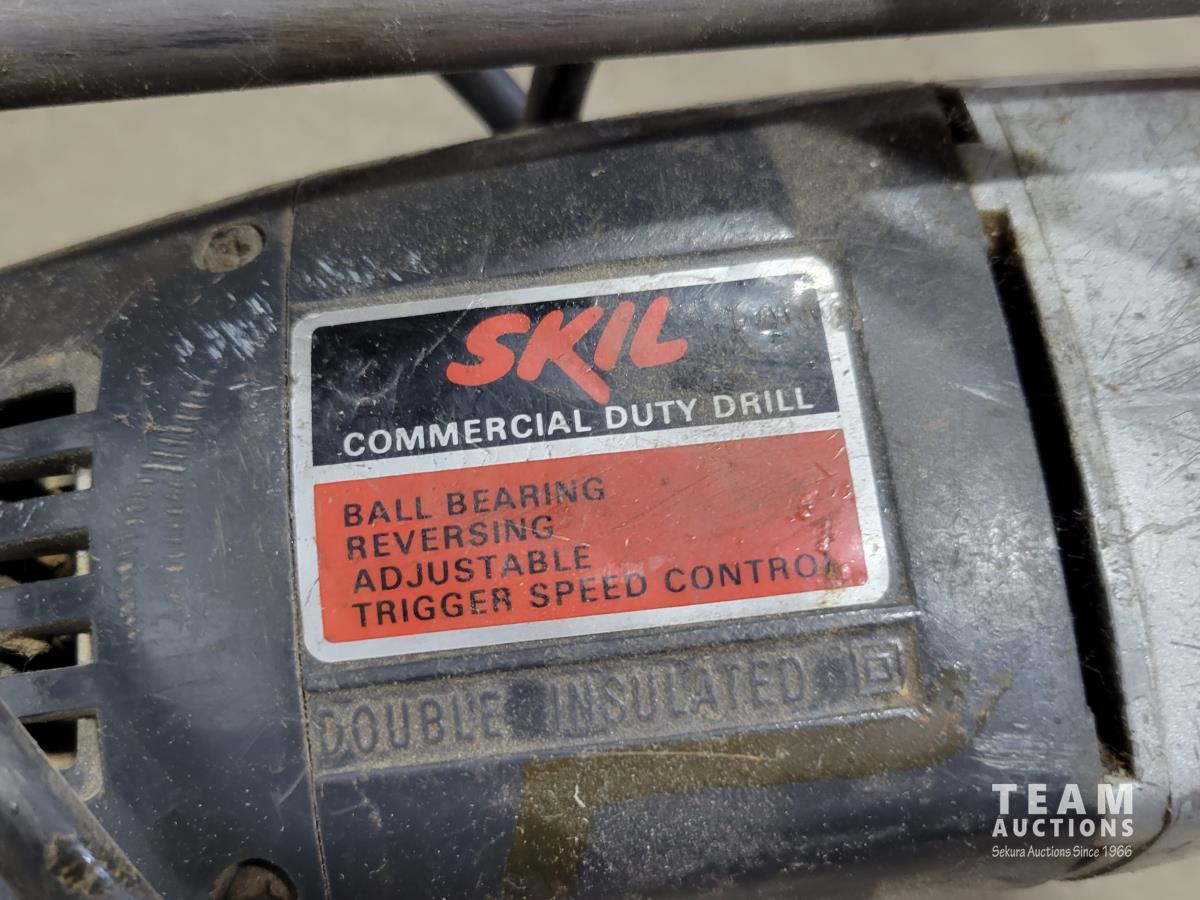 SKIL
COMMERCIAL DUTY DRILL
BALL BEARING
REVERSING
ADJUSTABLE
TRIGGER SPEED CONTROL
DOUBLE INSULATED
TEAM
AUCTIONS
Sekura Auctions Since 1966